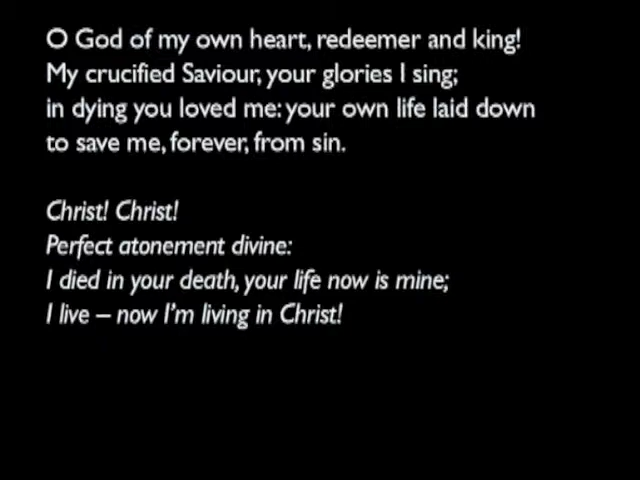 O God of my own heart, redeemer and king!
My crucified Saviour, your glories I sing;
in dying you loved me: your own life laid down
to save me, forever, from sin.
Christ! Christ!
Perfect atonement divine:
I died in your death, your life now is mine;
I live – now I'm living in Christ!